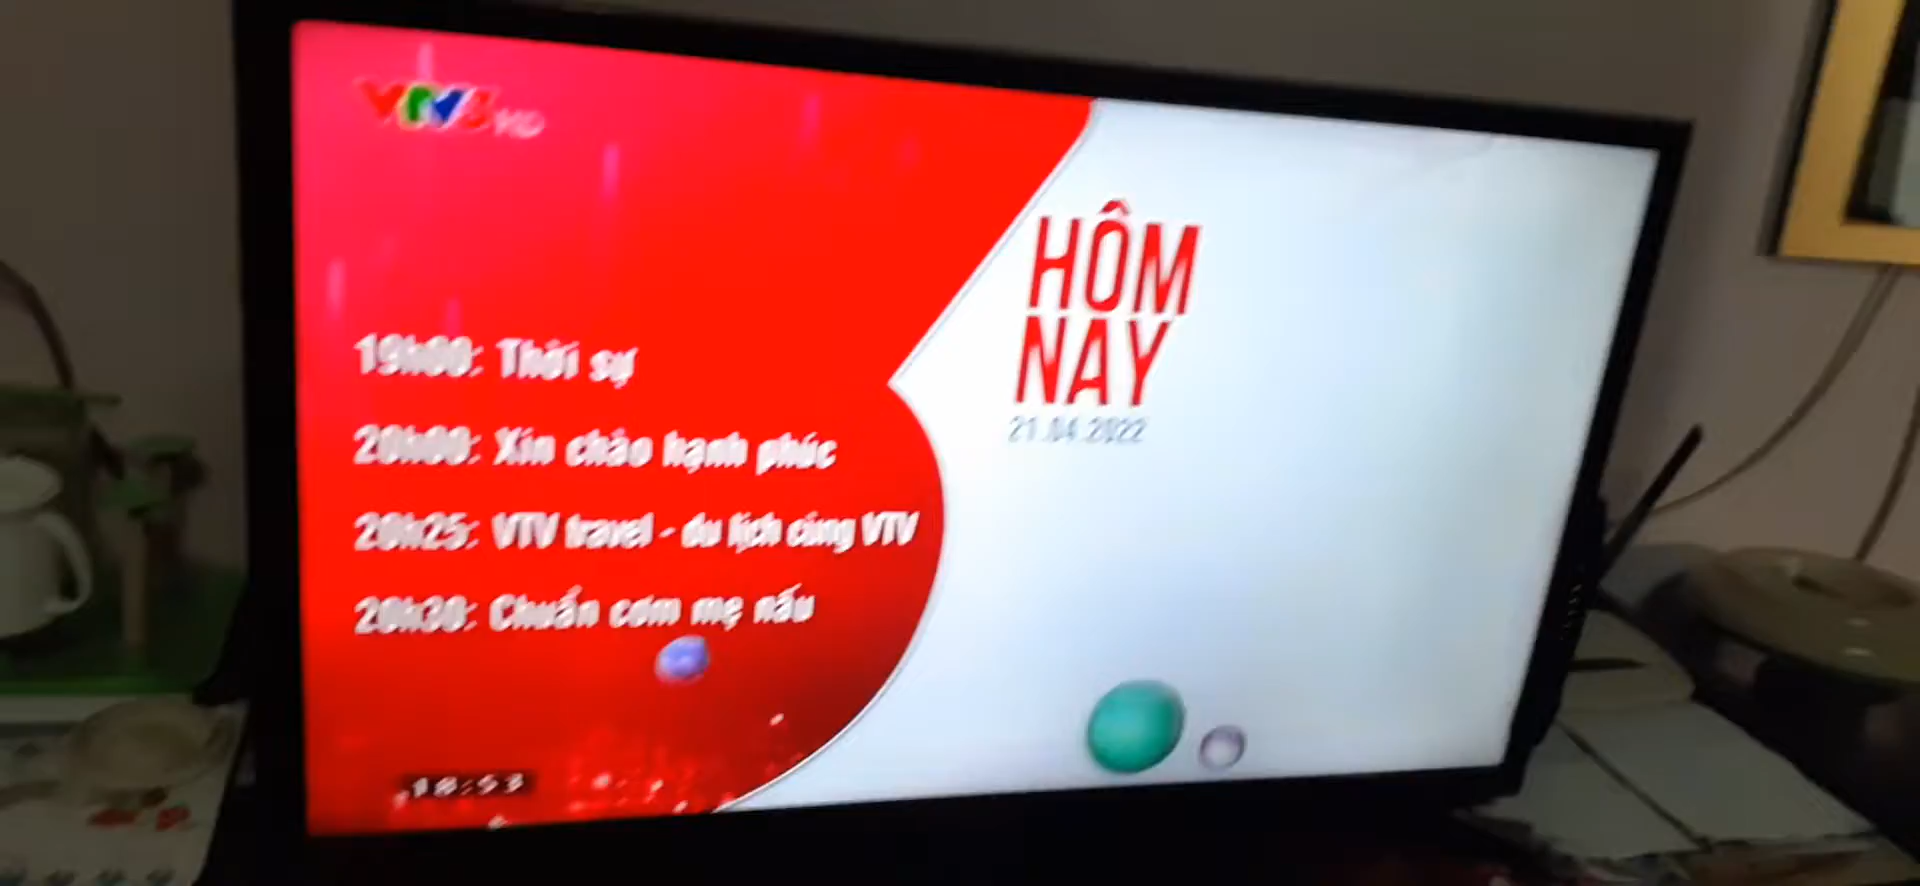 VTV3 HD
19h00: Thời sự
20h00: Xin chào hạnh phúc
20h25: VTV travel - du lịch cùng VTV
20h30: Chuẩn cơm mẹ nấu
18:53
HÔM
NAY
21.04.2022